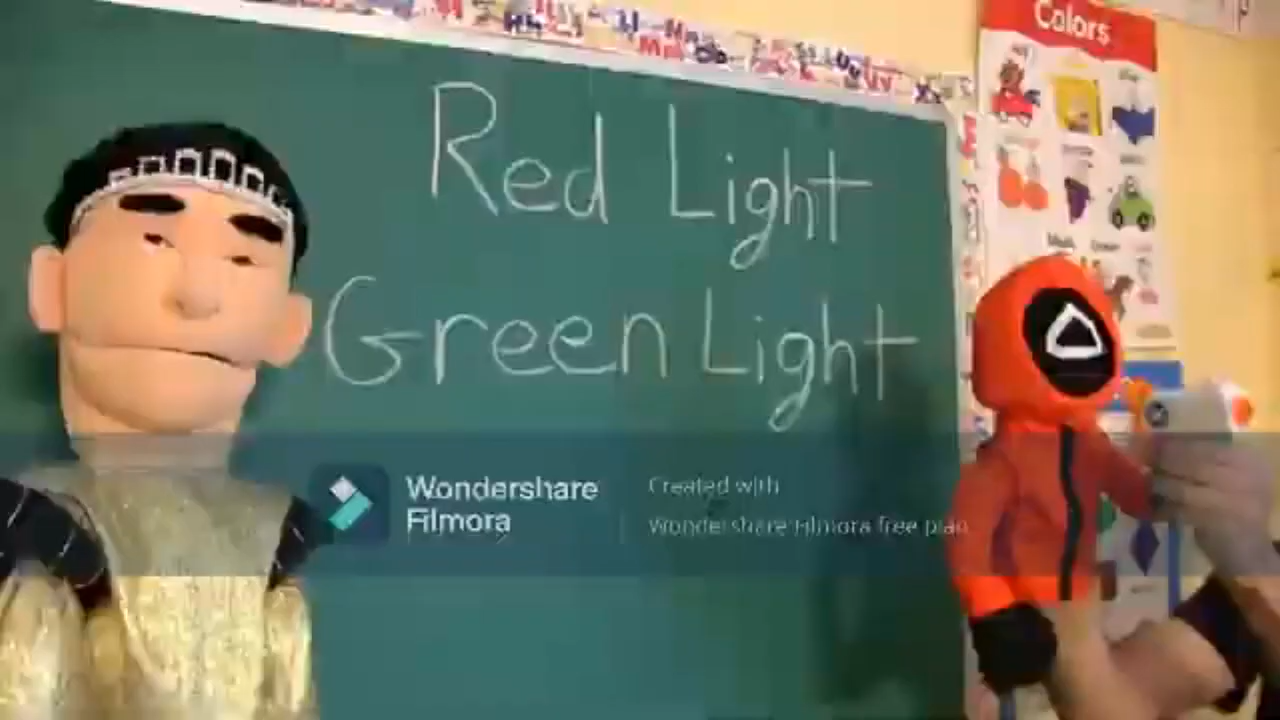 Colors
Red Light
Green Light
Wondershare
Filmora
Created with
Wondershare Filmora free plan